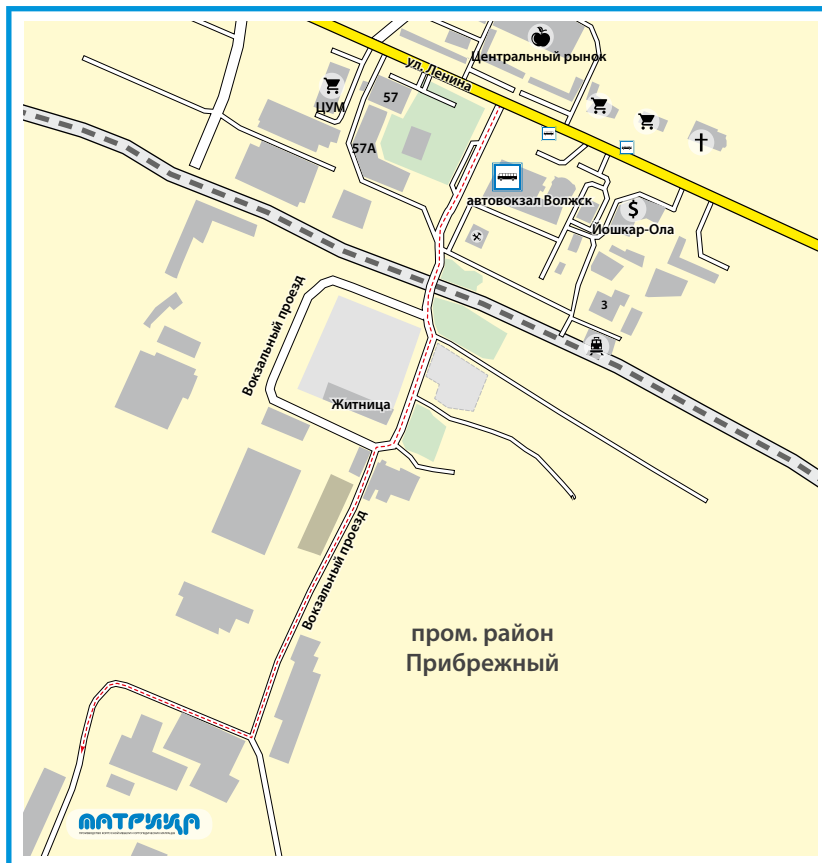 Центральный рынок
ул. Ленина
57
ЦУМ
57А
автовокзал Волжск
$
Йошкар-Ола
3
Вокзальный проезд
Житница
Вокзальный проезд
пром. район
Прибрежный
МАТРИЦА